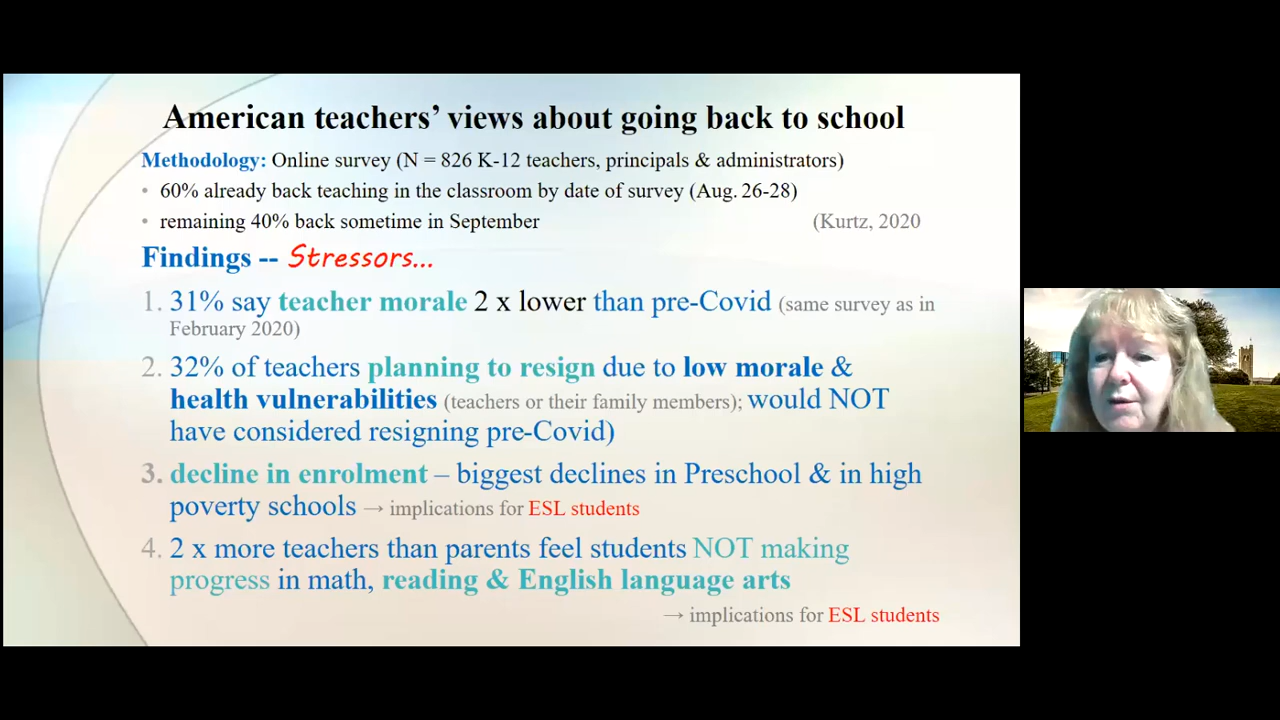 American teachers’ views about going back to school
Methodology: Online survey (N = 826 K-12 teachers, principals & administrators)
• 60% already back teaching in the classroom by date of survey (Aug. 26-28)
• remaining 40% back sometime in September (Kurtz, 2020
Findings -- Stressors...
1. 31% say teacher morale 2 x lower than pre-Covid (same survey as in
February 2020)
2. 32% of teachers planning to resign due to low morale &
health vulnerabilities (teachers or their family members); would NOT
have considered resigning pre-Covid)
3. decline in enrolment – biggest declines in Preschool & in high
poverty schools → implications for ESL students
4. 2 x more teachers than parents feel students NOT making
progress in math, reading & English language arts
→ implications for ESL students